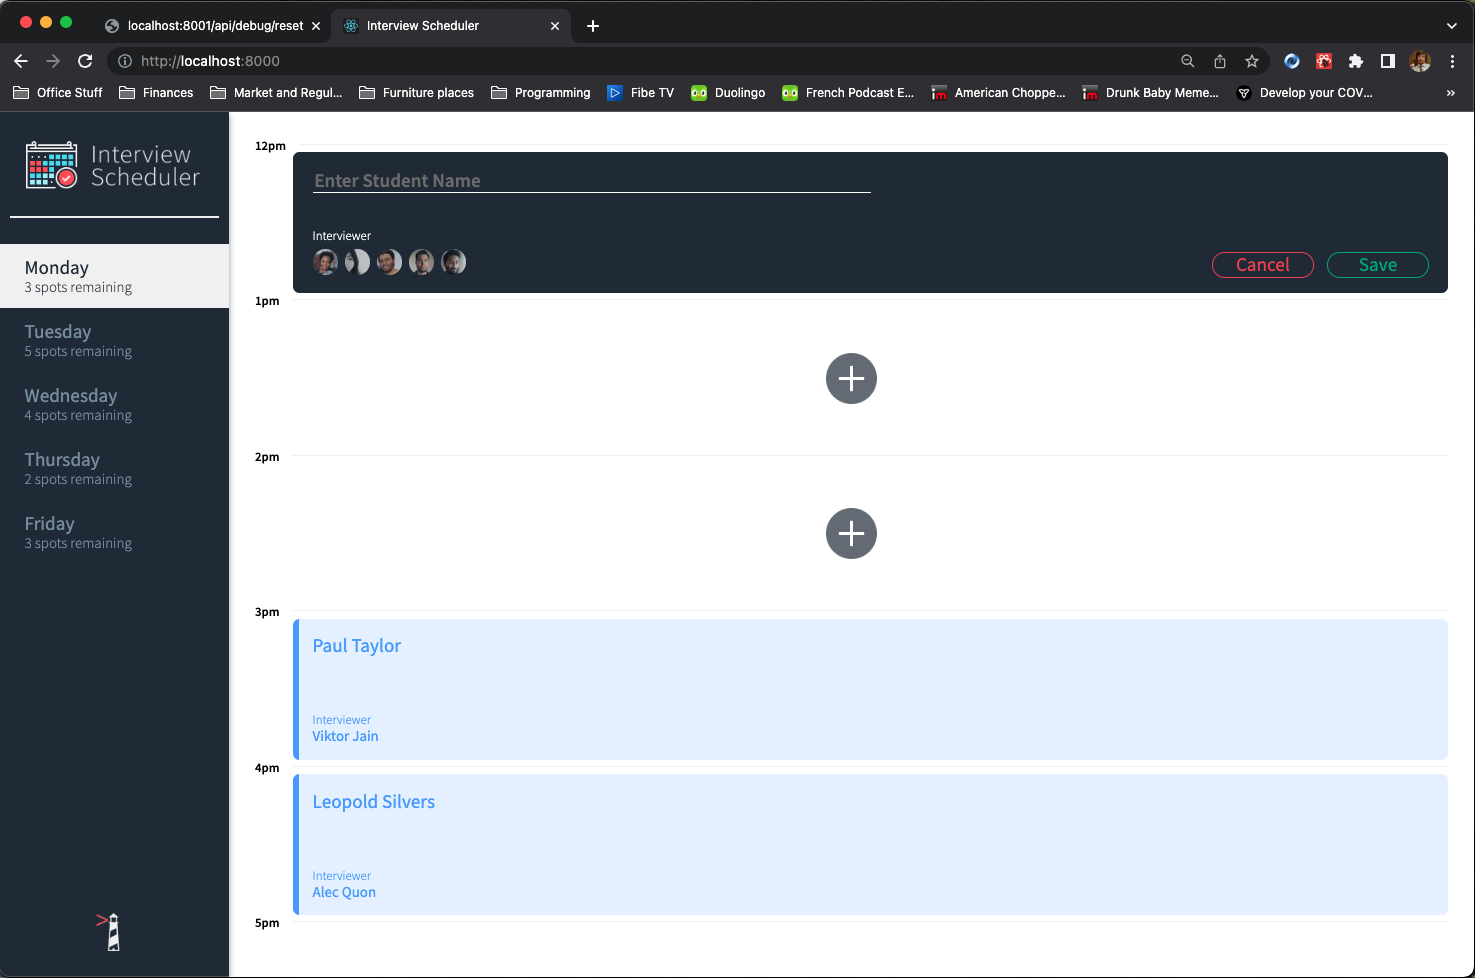 localhost:8001/api/debug/reset
Interview Scheduler
http://localhost:8000
Office Stuff
Finances
Market and Regul...
Furniture places
Programming
Fibe TV
Duolingo
French Podcast E...
American Choppe...
Drunk Baby Meme...
Develop your COV...
»
Interview
Scheduler
Monday
3 spots remaining
Tuesday
5 spots remaining
Wednesday
4 spots remaining
Thursday
2 spots remaining
Friday
3 spots remaining
12pm
Enter Student Name
Interviewer
Cancel
Save
1pm
2pm
3pm
Paul Taylor
Interviewer
Viktor Jain
4pm
Leopold Silvers
Interviewer
Alec Quon
5pm